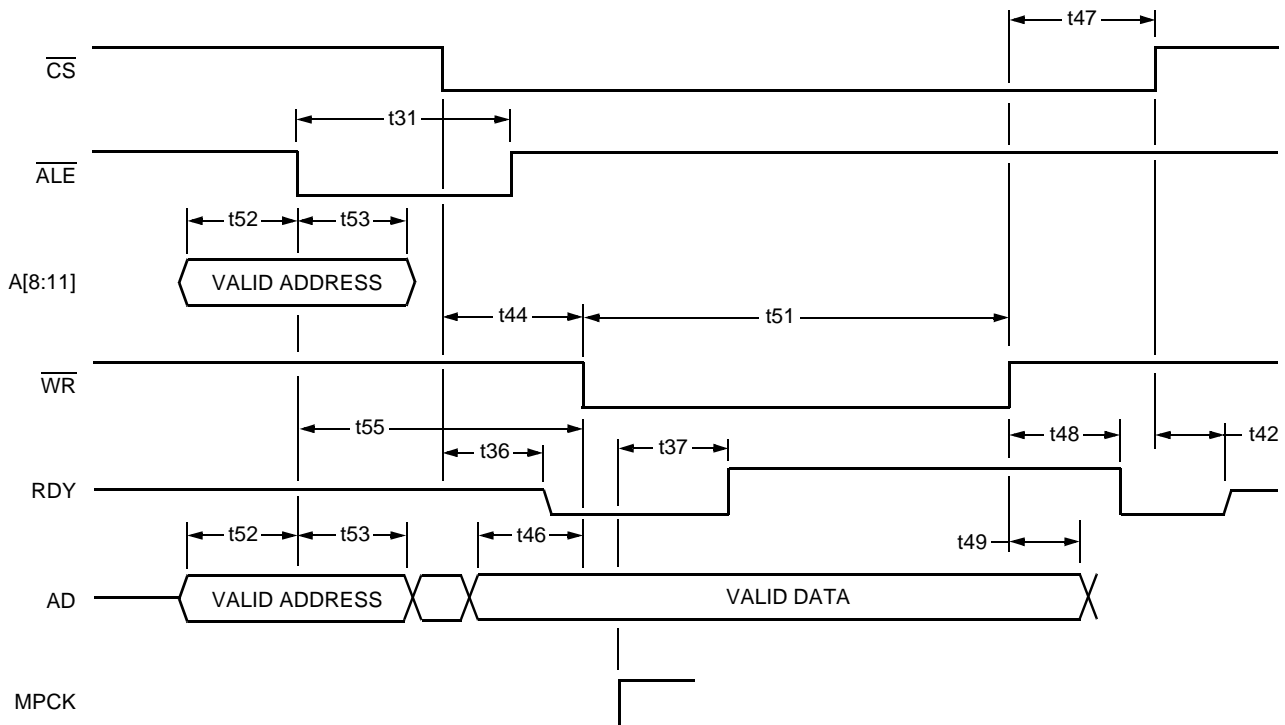 t47
CS
t31
ALE
t52 t53
A[8:11] VALID ADDRESS
t44 t51
WR
t55
t36 t37 t48 t42
RDY
t52 t53 t46 t49
AD VALID ADDRESS VALID DATA
MPCK